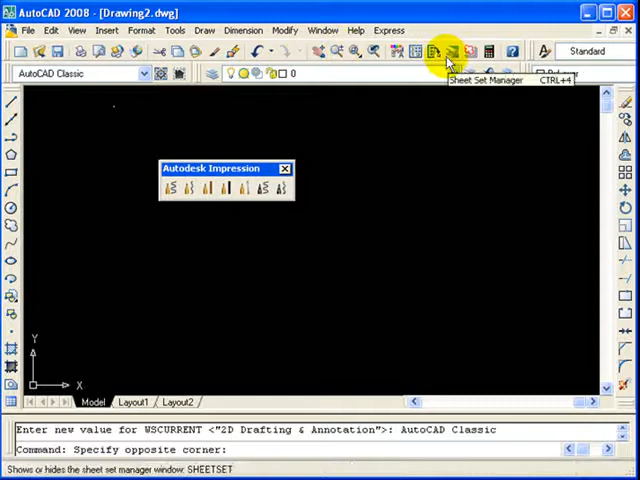 AutoCAD 2008 - [Drawing2.dwg]
File Edit View Insert Format Tools Draw Dimension Modify Window Help Express
Standard
AutoCAD Classic
0
Sheet Set Manager CTRL+4
Autodesk Impression
Y
X
Model Layout1 Layout2
Enter new value for WSCURRENT <"2D Drafting & Annotation">: AutoCAD Classic
Command: Specify opposite corner:
Shows or hides the sheet set manager window: SHEETSET